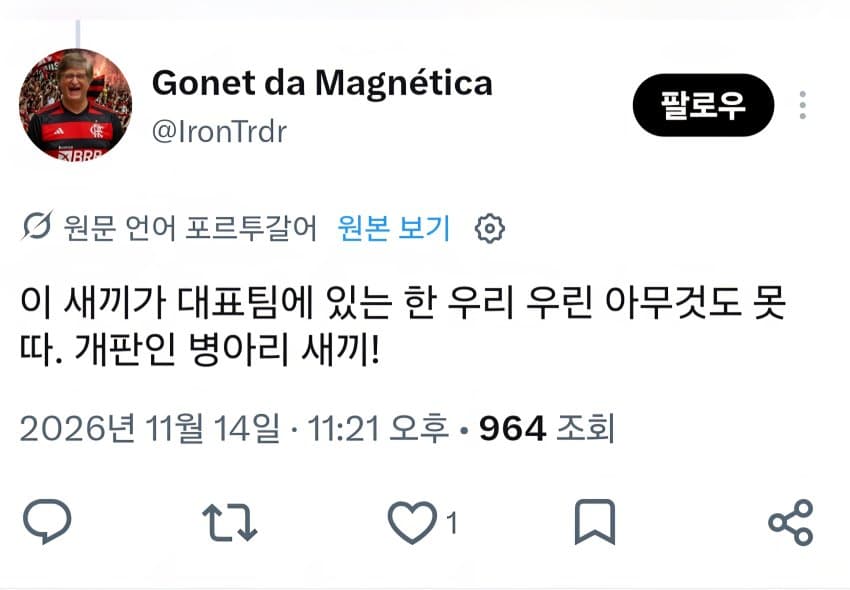 Gonet da Magnética
@IronTrdr
팔로우
원문 언어 포르투갈어 원본 보기
이 새끼가 대표팀에 있는 한 우리 우린 아무것도 못
따. 개판인 병아리 새끼!
2026년 11월 14일 · 11:21 오후 · 964 조회
1